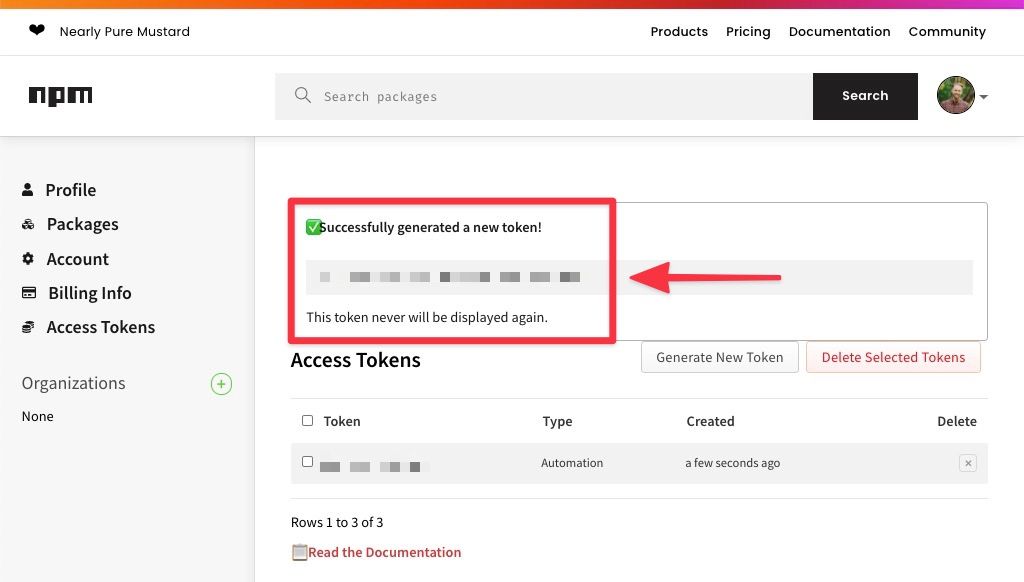 ❤ Nearly Pure Mustard
Products Pricing Documentation Community
npm
Search packages
Search
Profile
Packages
Account
Billing Info
Access Tokens
Organizations
None
✅Successfully generated a new token!
This token never will be displayed again.
Access Tokens
Generate New Token
Delete Selected Tokens
Token Type Created Delete
Automation a few seconds ago ×
Rows 1 to 3 of 3
📋Read the Documentation